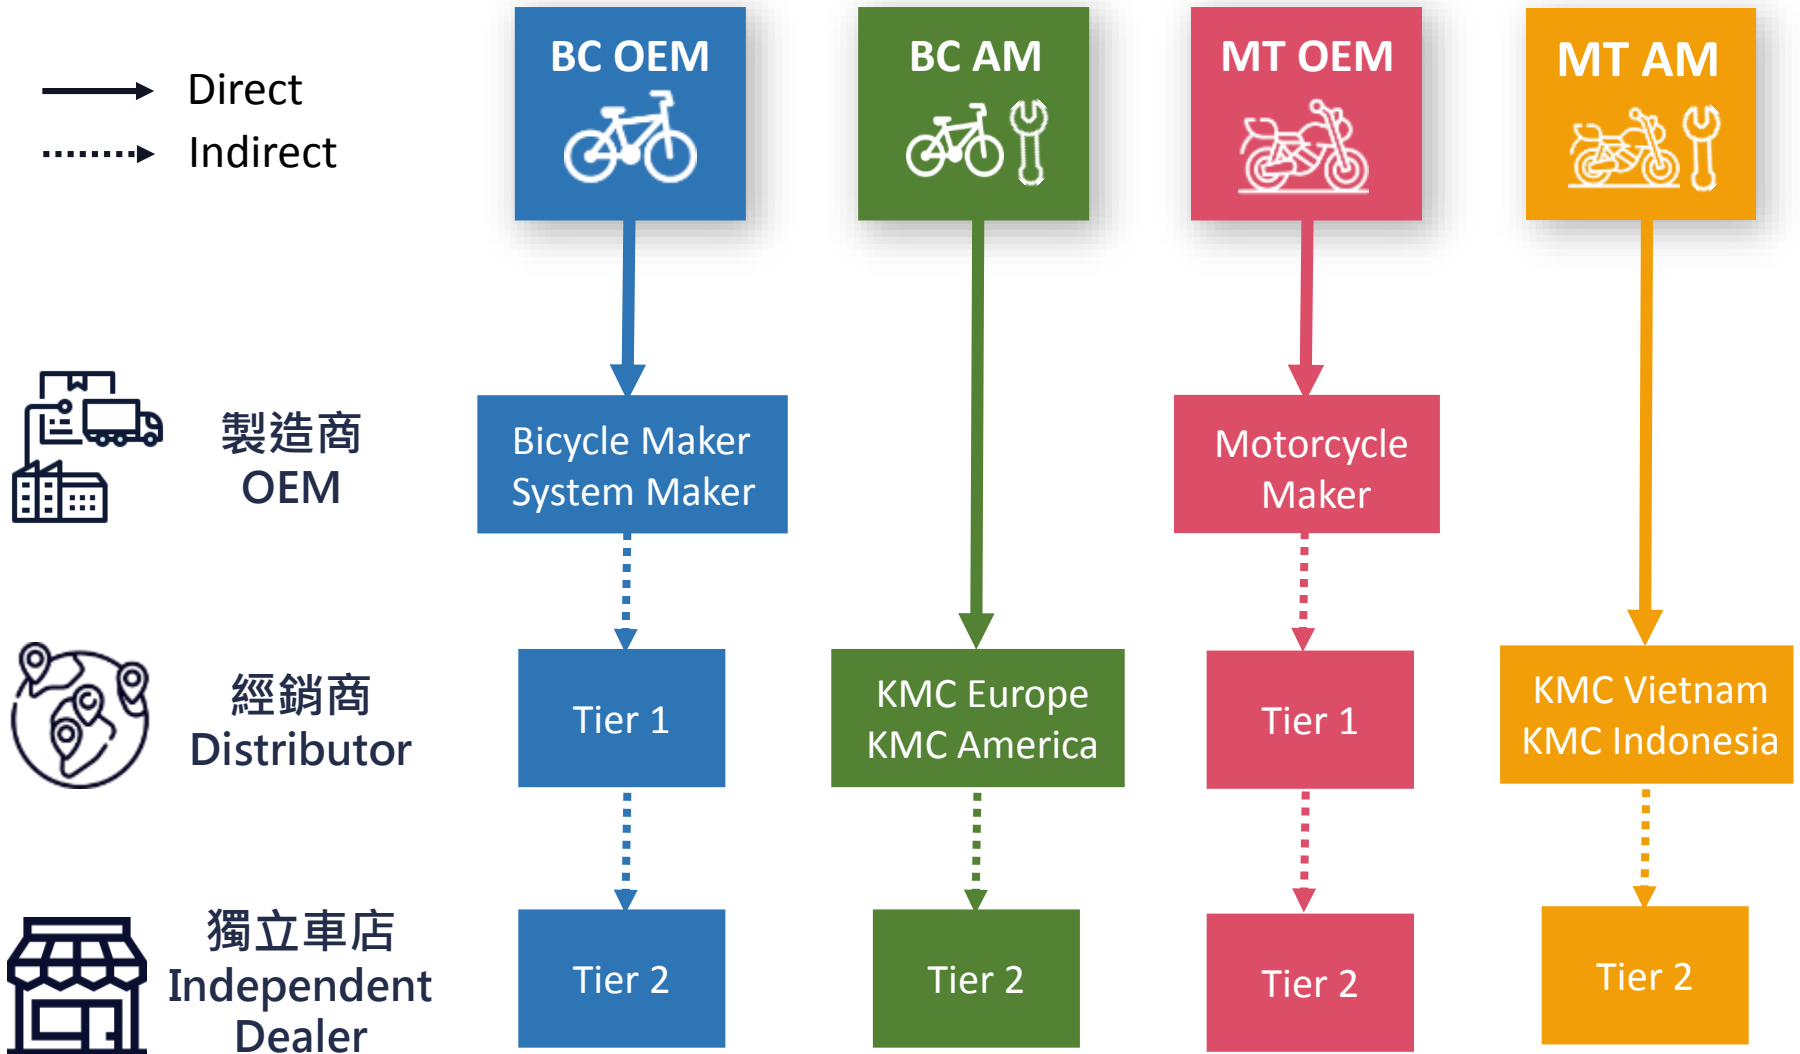 Direct
Indirect
BC OEM
BC AM
MT OEM
MT AM
製造商
OEM
Bicycle Maker
System Maker
Motorcycle
Maker
經銷商
Distributor
Tier 1
KMC Europe
KMC America
Tier 1
KMC Vietnam
KMC Indonesia
獨立車店
Independent
Dealer
Tier 2
Tier 2
Tier 2
Tier 2